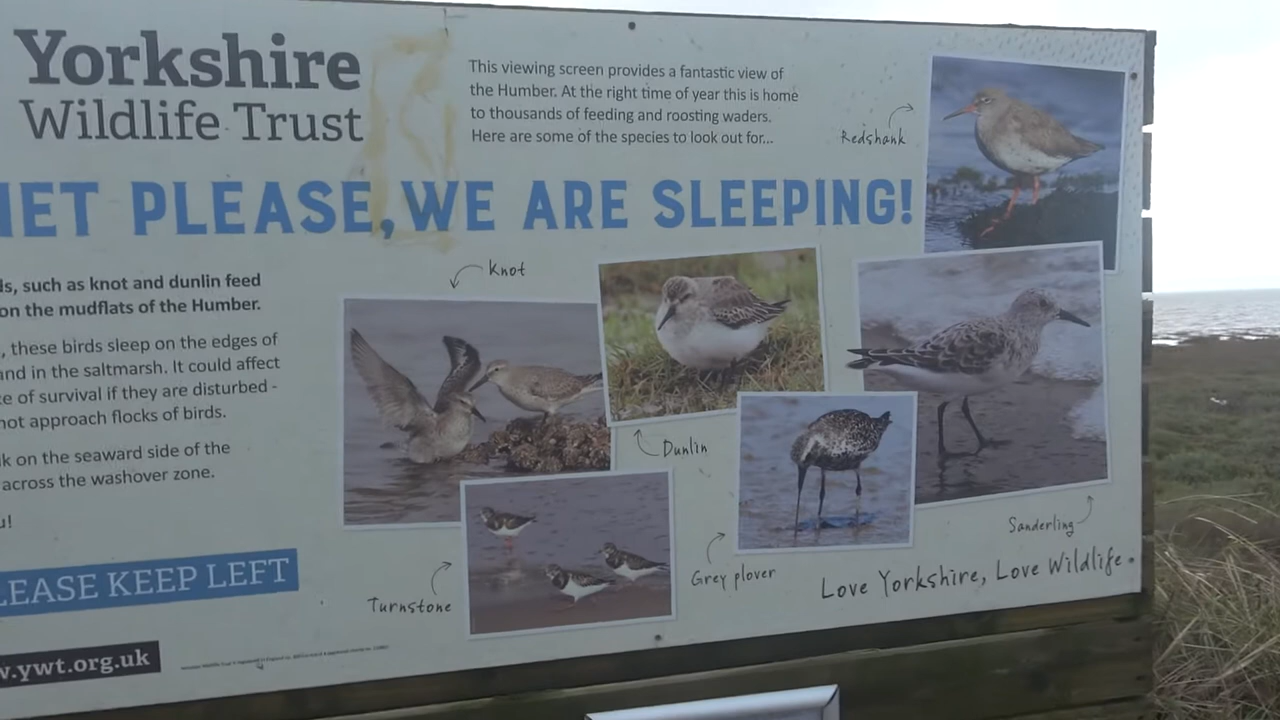 Yorkshire
Wildlife Trust
This viewing screen provides a fantastic view of
the Humber. At the right time of year this is home
to thousands of feeding and roosting waders.
Here are some of the species to look out for...
Redshank
IET PLEASE, WE ARE SLEEPING!
ds, such as knot and dunlin feed
on the mudflats of the Humber.
, these birds sleep on the edges of
and in the saltmarsh. It could affect
ce of survival if they are disturbed -
not approach flocks of birds.
k on the seaward side of the
across the washover zone.
u!
Knot
Dunlin
Sanderling
Grey plover
Turnstone
LEASE KEEP LEFT
Love Yorkshire, Love Wildlife.
w.ywt.org.uk